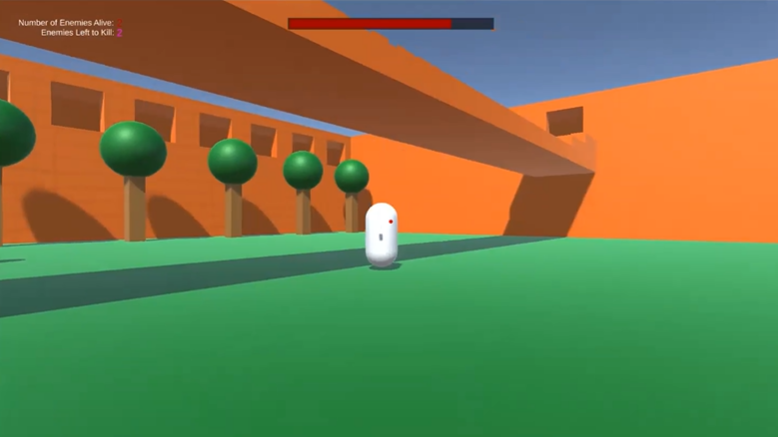 Number of Enemies Alive:
Enemies Left to Kill: 2